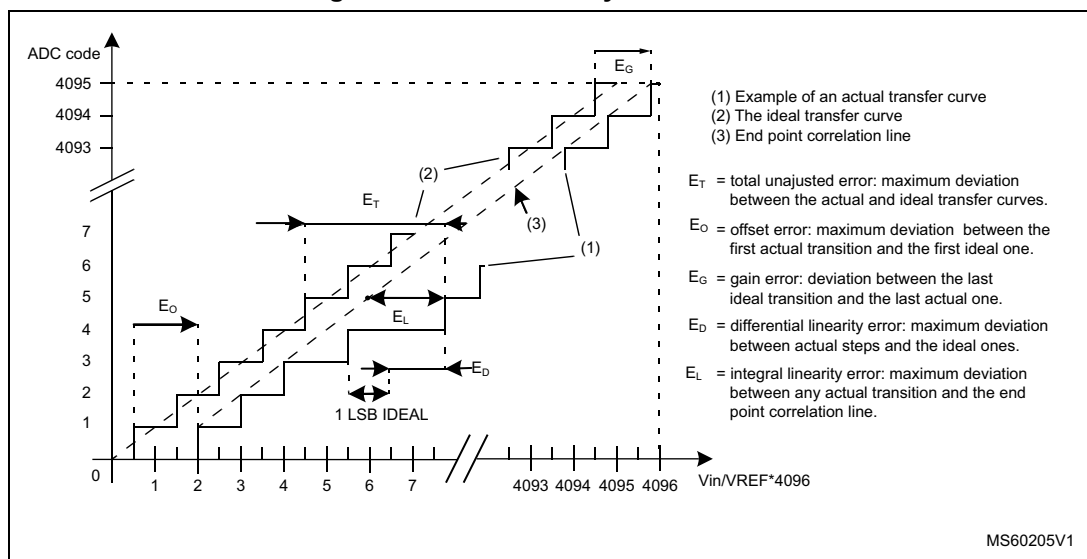 ADC code
4095
4094
4093
7
6
5
4
3
2
1
0
EG
(2)
ET
(3)
(1)
EO
EL
ED
1 LSB IDEAL
1 2 3 4 5 6 7 4093 4094 4095 4096
Vin/VREF*4096
(1) Example of an actual transfer curve
(2) The ideal transfer curve
(3) End point correlation line
ET = total unajusted error: maximum deviation
between the actual and ideal transfer curves.
EO = offset error: maximum deviation between the
first actual transition and the first ideal one.
EG = gain error: deviation between the last
ideal transition and the last actual one.
ED = differential linearity error: maximum deviation
between actual steps and the ideal ones.
EL = integral linearity error: maximum deviation
between any actual transition and the end
point correlation line.
MS60205V1